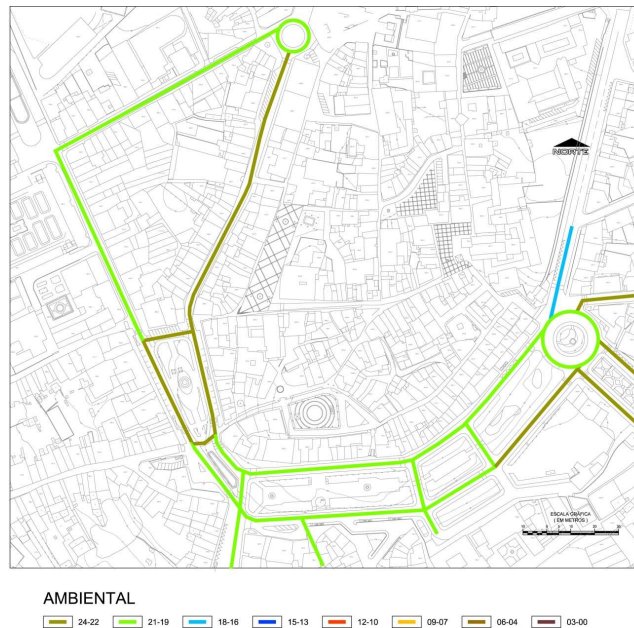 NORTE
ESCALA GRÁFICA
( EM METROS )
AMBIENTAL
24-22 21-19 18-16 15-13 12-10 09-07 06-04 03-00